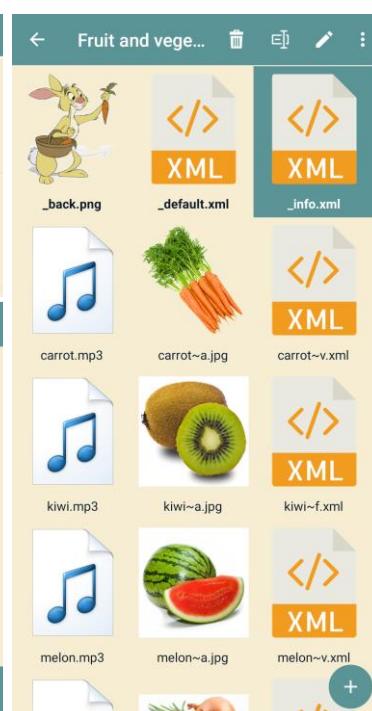 Fruit and vege...
</>
XML
</>
XML
_back.png
_default.xml
_info.xml
</>
XML
carrot.mp3
carrot~a.jpg
carrot~v.xml
</>
XML
kiwi.mp3
kiwi~a.jpg
kiwi~f.xml
</>
XML
melon.mp3
melon~a.jpg
melon~v.xml